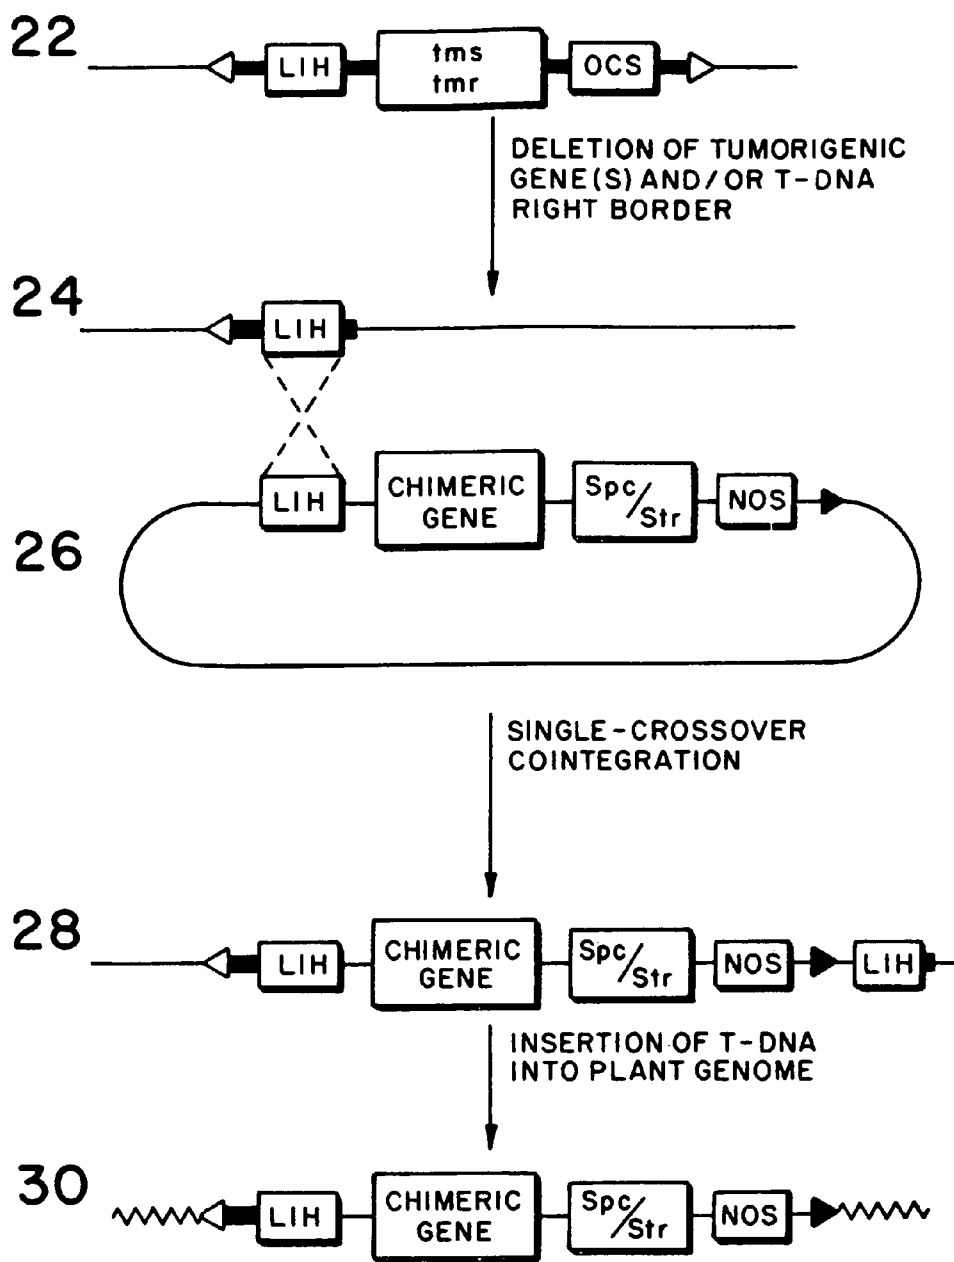 22
LIH
tms
tmr
OCS
DELETION OF TUMORIGENIC
GENE(S) AND/OR T-DNA
RIGHT BORDER
24
LIH
26
LIH
CHIMERIC
GENE
Spc/
Str
NOS
SINGLE-CROSSOVER
COINTEGRATION
28
LIH
CHIMERIC
GENE
Spc/
Str
NOS
LIH
INSERTION OF T-DNA
INTO PLANT GENOME
30
LIH
CHIMERIC
GENE
Spc/
Str
NOS